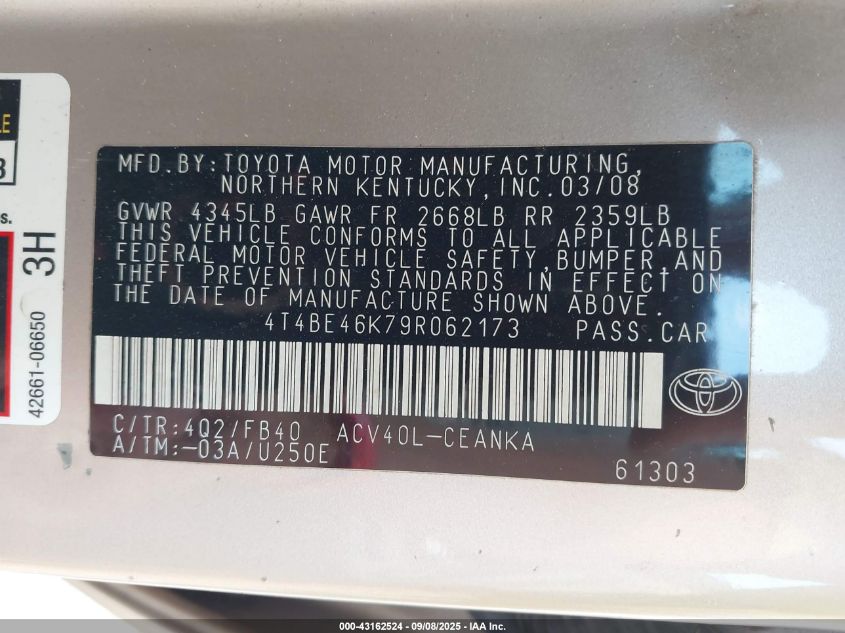 LE
3
s.
3H
42661-06650
MFD.BY:TOYOTA MOTOR MANUFACTURING,
NORTHERN KENTUCKY,INC.03/08
GVWR 4345LB GAWR FR 2668LB RR 2359LB
THIS VEHICLE CONFORMS TO ALL APPLICABLE
FEDERAL MOTOR VEHICLE SAFETY,BUMPER,AND
THEFT PREVENTION STANDARDS IN EFFECT ON
THE DATE OF MANUFACTURE SHOWN ABOVE.
4T4BE46K79R062173 PASS.CAR
C/TR:4Q2/FB40 ACV40L-CEANKA
A/TM:-03A/U250E
61303
000-43162524 - 09/08/2025 - IAA Inc.